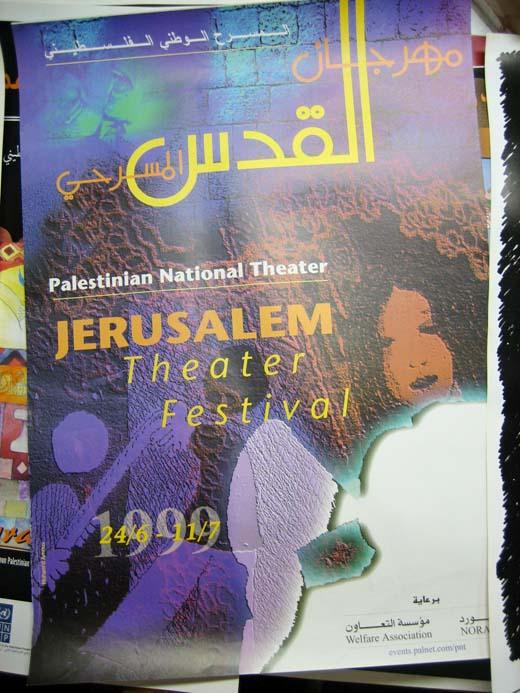 المسرح الوطني الفلسطيني
مهرجان
القدس
المسرحي
Palestinian National Theater
JERUSALEM
Theater
Festival
1999
24/6 - 11/7
برعاية
مؤسسة التعاون
Welfare Association
ـورد
NORA
events.palnet.com/pnt